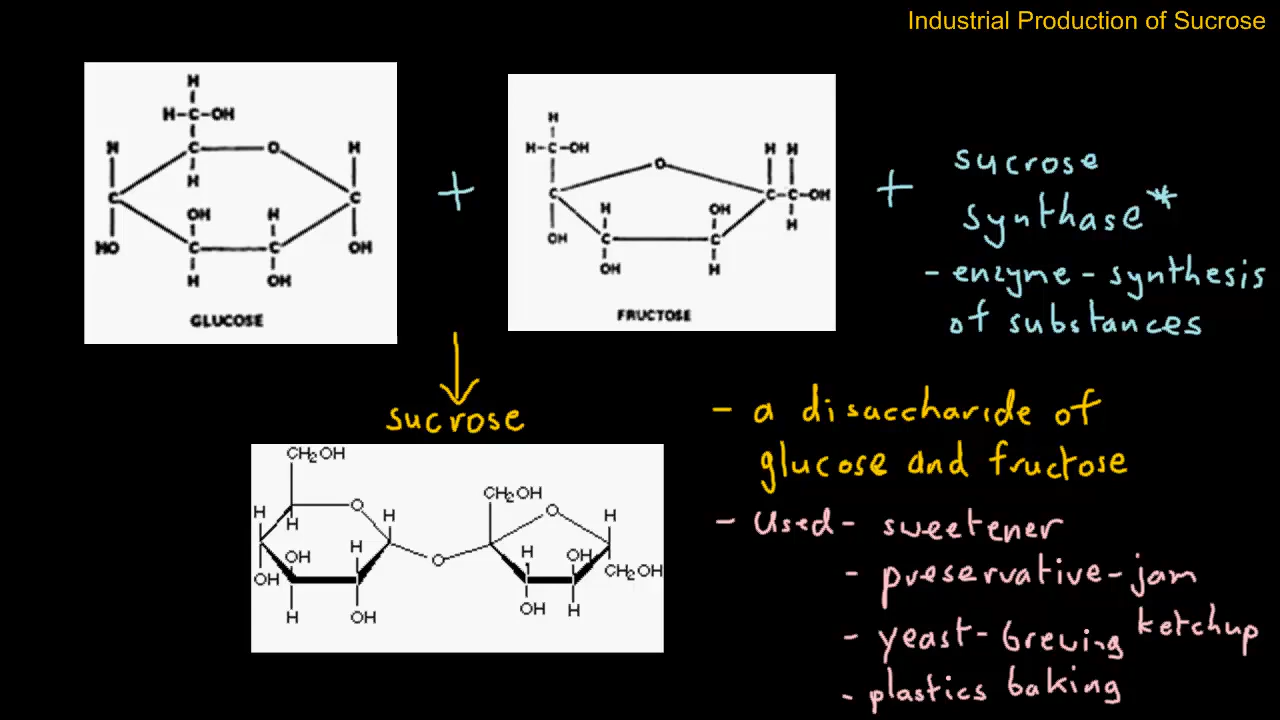 Industrial Production of Sucrose
H
H-C-OH
H C O H
H
C C
OH H
HO C C OH
H OH
GLUCOSE
+
H
H-C-OH
O
H H
C C-C-OH
H OH H
OH C C
OH H
FRUCTOSE
+
sucrose
synthase*
- enzyme - synthesis
of substances
sucrose
CH2OH
H O H
H
OH H
OH
H OH
O
CH2OH
O H
H OH
CH2OH
OH H
- a disaccharide of
glucose and fructose
- used - sweetener
- preservative - jam
ketchup
- yeast - brewing
baking
- plastics